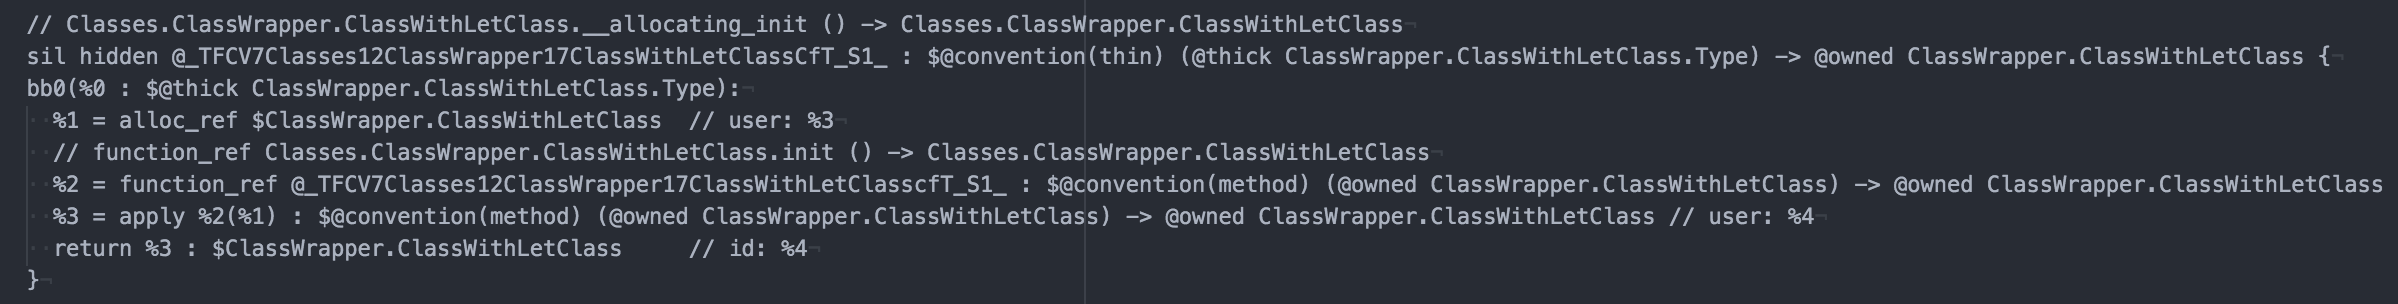 // Classes.ClassWrapper.ClassWithLetClass.__allocating_init () -> Classes.ClassWrapper.ClassWithLetClass
sil hidden @_TFCV7Classes12ClassWrapper17ClassWithLetClassCfT_S1_ : $@convention(thin) (@thick ClassWrapper.ClassWithLetClass.Type) -> @owned ClassWrapper.ClassWithLetClass {
bb0(%0 : $@thick ClassWrapper.ClassWithLetClass.Type):
  %1 = alloc_ref $ClassWrapper.ClassWithLetClass  // user: %3
  // function_ref Classes.ClassWrapper.ClassWithLetClass.init () -> Classes.ClassWrapper.ClassWithLetClass
  %2 = function_ref @_TFCV7Classes12ClassWrapper17ClassWithLetClasscfT_S1_ : $@convention(method) (@owned ClassWrapper.ClassWithLetClass) -> @owned ClassWrapper.ClassWithLetClass
  %3 = apply %2(%1) : $@convention(method) (@owned ClassWrapper.ClassWithLetClass) -> @owned ClassWrapper.ClassWithLetClass // user: %4
  return %3 : $ClassWrapper.ClassWithLetClass     // id: %4
}